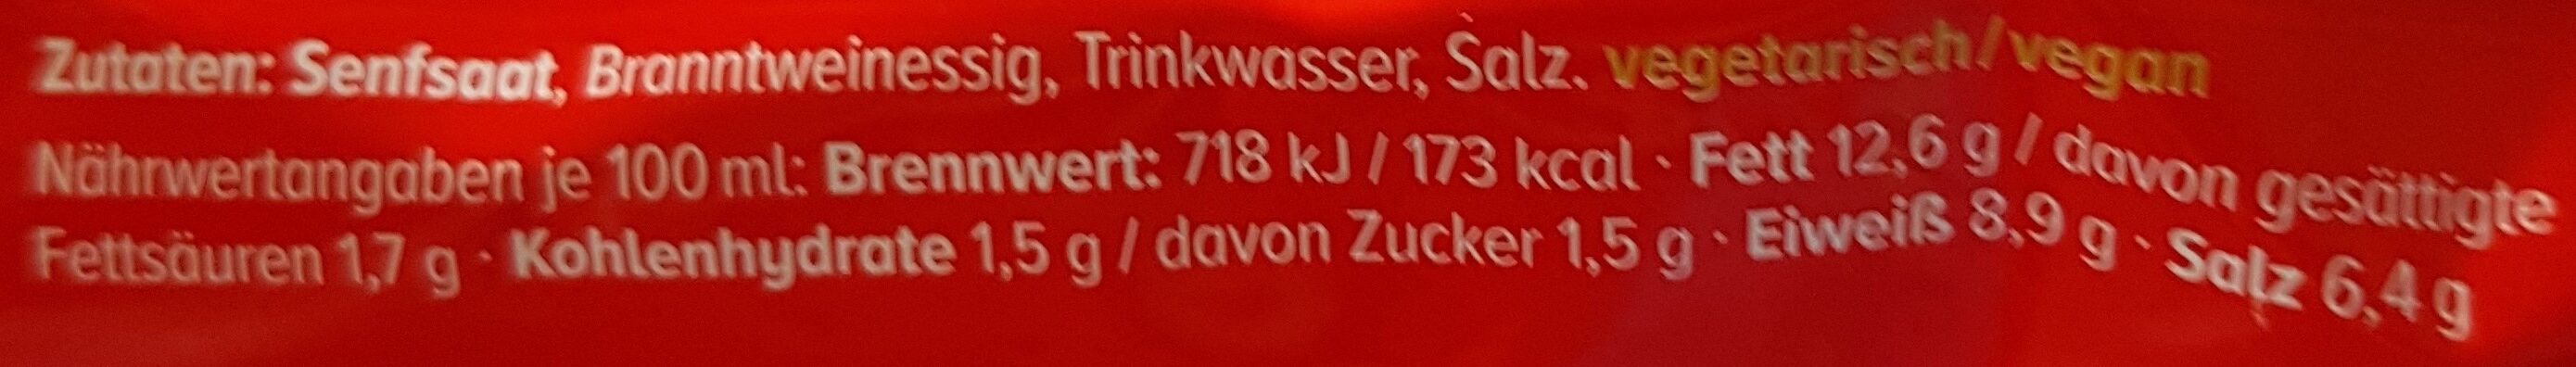 Zutaten: Senfsaat, Branntweinessig, Trinkwasser, Salz. vegetarisch/vegan
Nährwertangaben je 100 ml: Brennwert: 718 kJ / 173 kcal · Fett 12,6 g / davon gesättigte
Fettsäuren 1,7 g · Kohlenhydrate 1,5 g / davon Zucker 1,5 g · Eiweiß 8,9 g · Salz 6,4 g